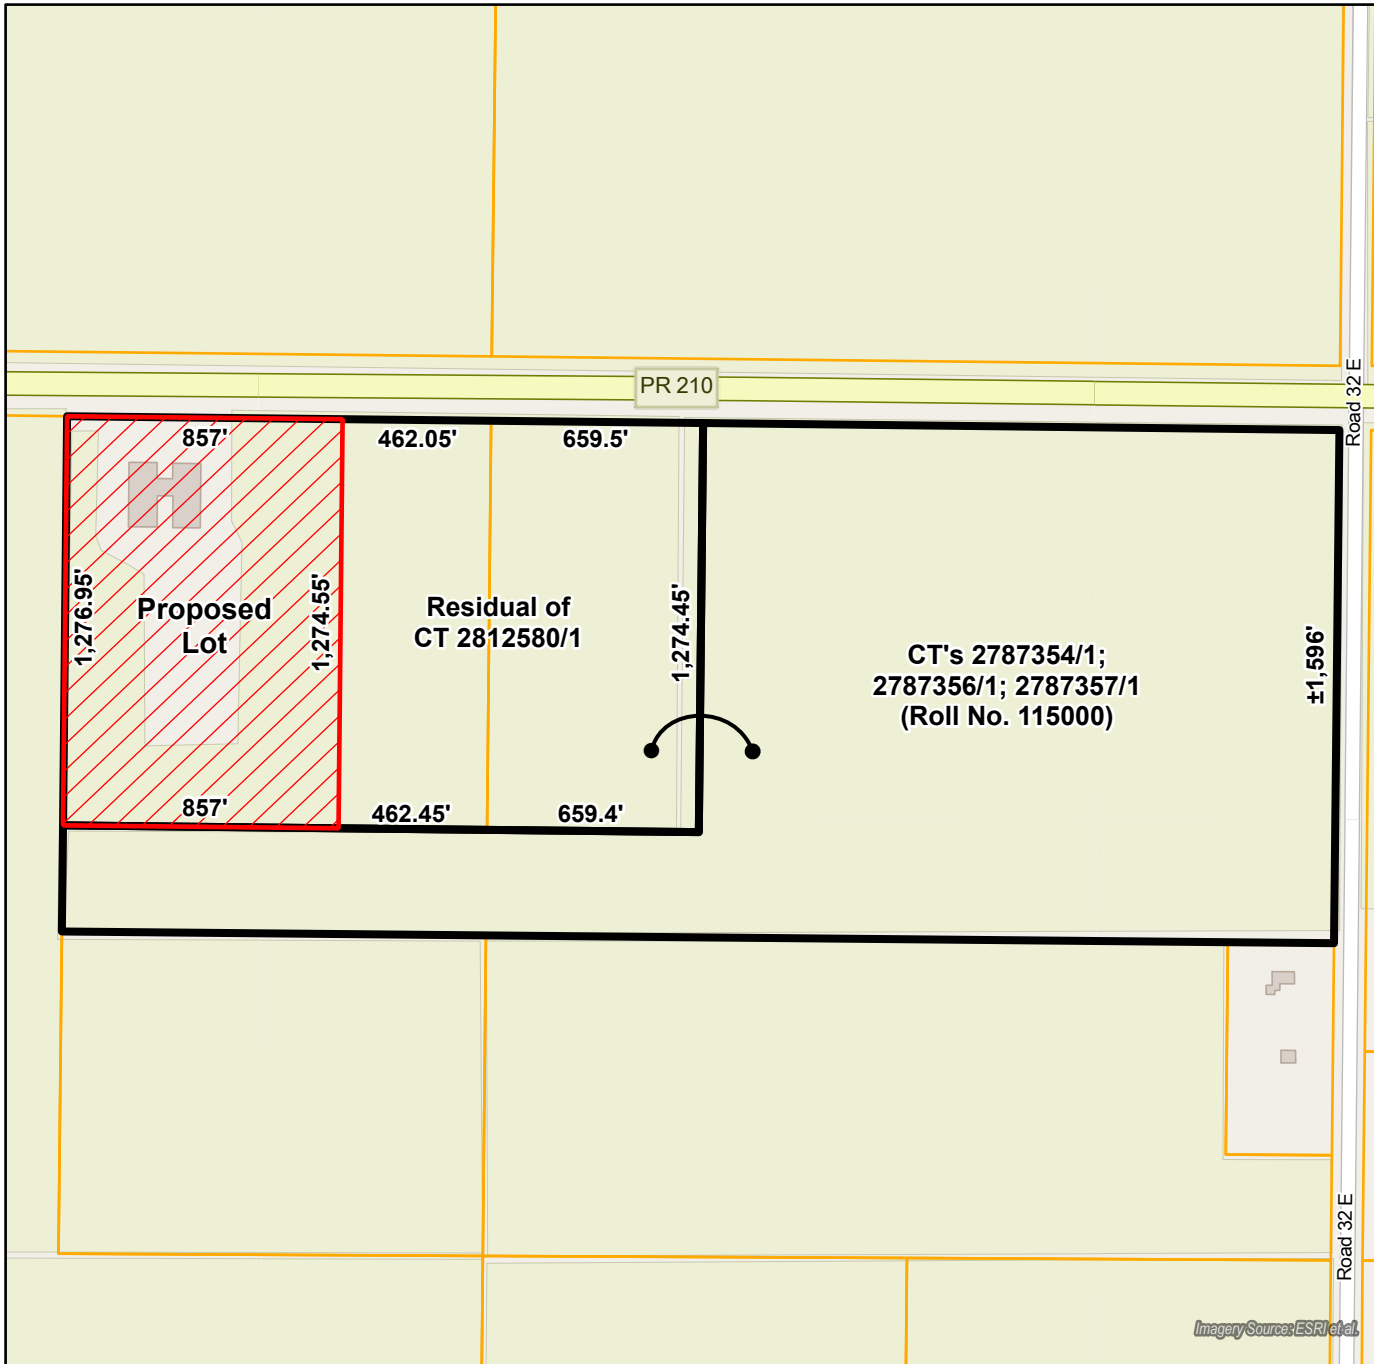 PR 210
Road 32 E
857'
462.05'
659.5'
1,276.95'
1,274.55'
1,274.45'
±1,596'
Proposed
Lot
Residual of
CT 2812580/1
CT's 2787354/1;
2787356/1; 2787357/1
(Roll No. 115000)
857'
462.45'
659.4'
Road 32 E
Imagery Source: ESRI et al.